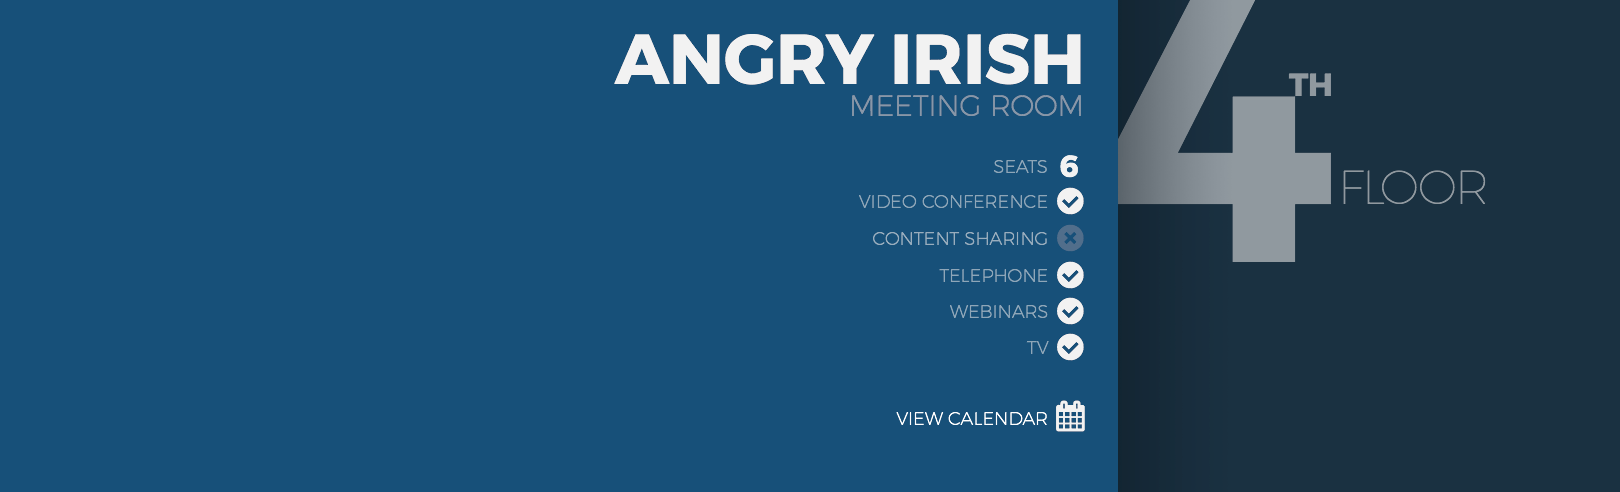 ANGRY IRISH
MEETING ROOM
SEATS 6
VIDEO CONFERENCE
CONTENT SHARING
TELEPHONE
WEBINARS
TV
VIEW CALENDAR
4TH
FLOOR